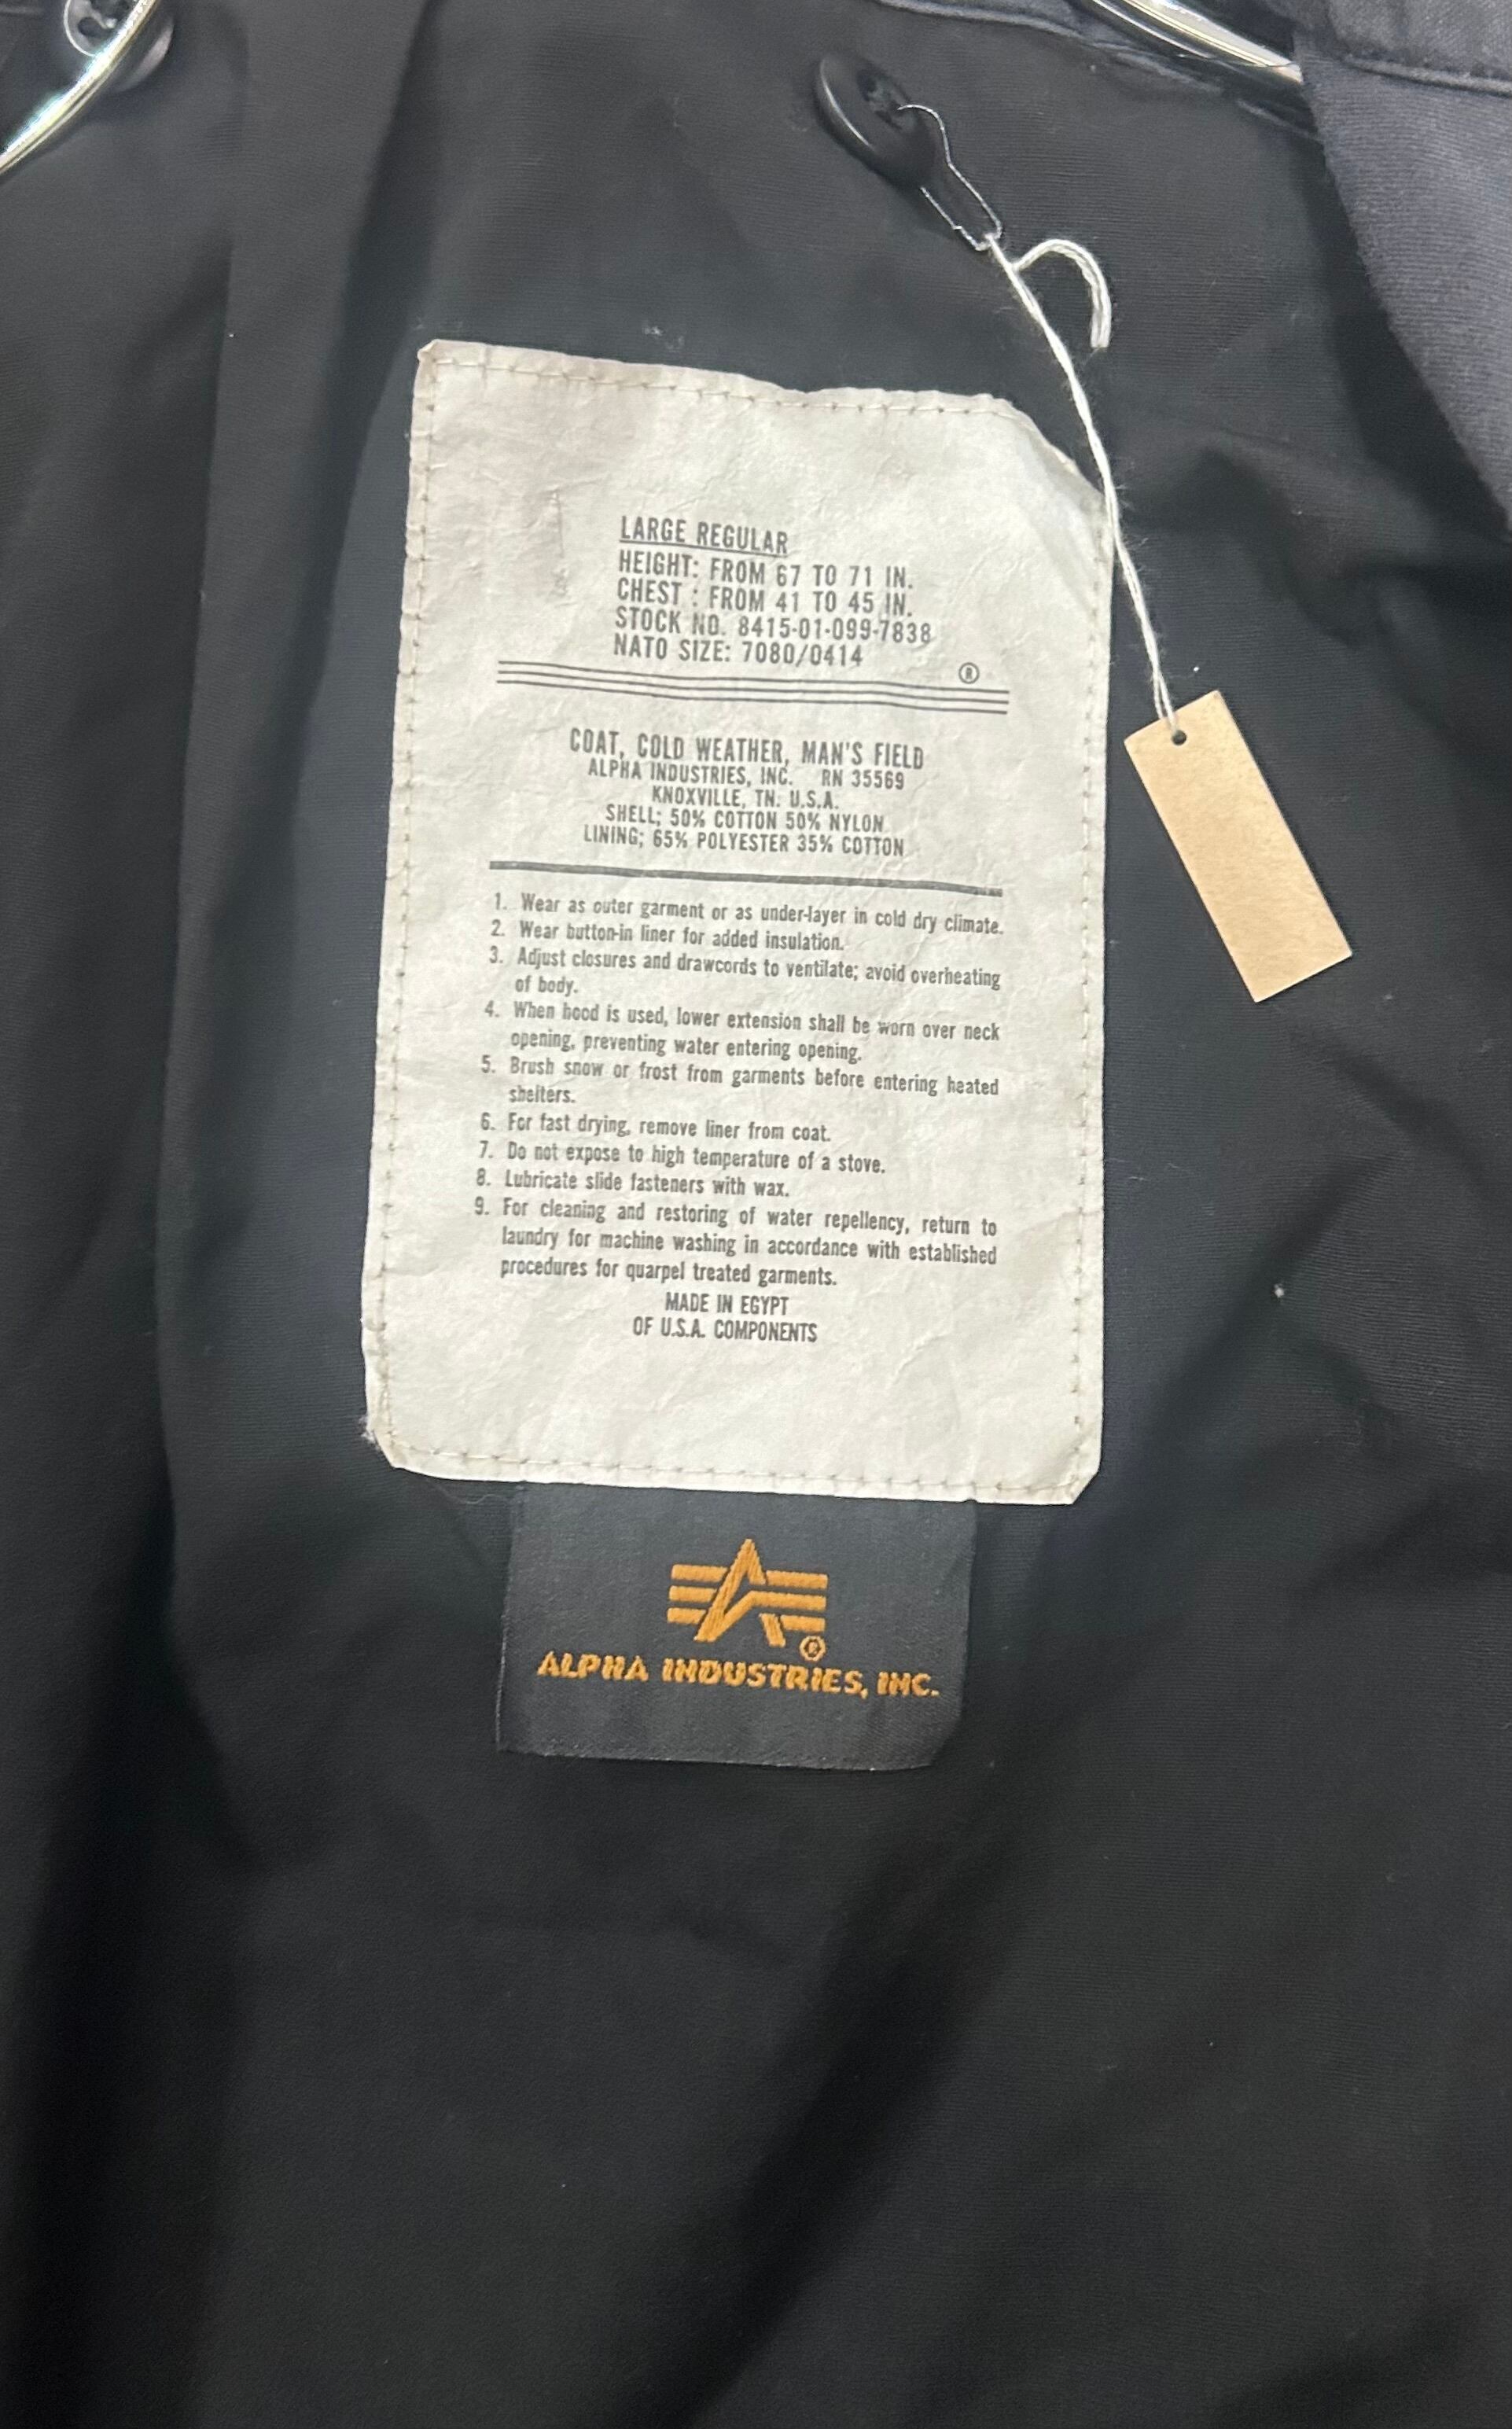 LARGE REGULAR
HEIGHT: FROM 67 TO 71 IN.
CHEST : FROM 41 TO 45 IN.
STOCK NO. 8415-01-099-7838
NATO SIZE: 7080/0414
®
COAT, COLD WEATHER, MAN'S FIELD
ALPHA INDUSTRIES, INC. RN 35569
KNOXVILLE, TN. U.S.A.
SHELL; 50% COTTON 50% NYLON
LINING; 65% POLYESTER 35% COTTON
1. Wear as outer garment or as under-layer in cold dry climate.
2. Wear button-in liner for added insulation.
3. Adjust closures and drawcords to ventilate; avoid overheating
of body.
4. When hood is used, lower extension shall be worn over neck
opening, preventing water entering opening.
5. Brush snow or frost from garments before entering heated
shelters.
6. For fast drying, remove liner from coat.
7. Do not expose to high temperature of a stove.
8. Lubricate slide fasteners with wax.
9. For cleaning and restoring of water repellency, return to
laundry for machine washing in accordance with established
procedures for quarpel treated garments.
MADE IN EGYPT
OF U.S.A. COMPONENTS
®
ALPHA INDUSTRIES, INC.